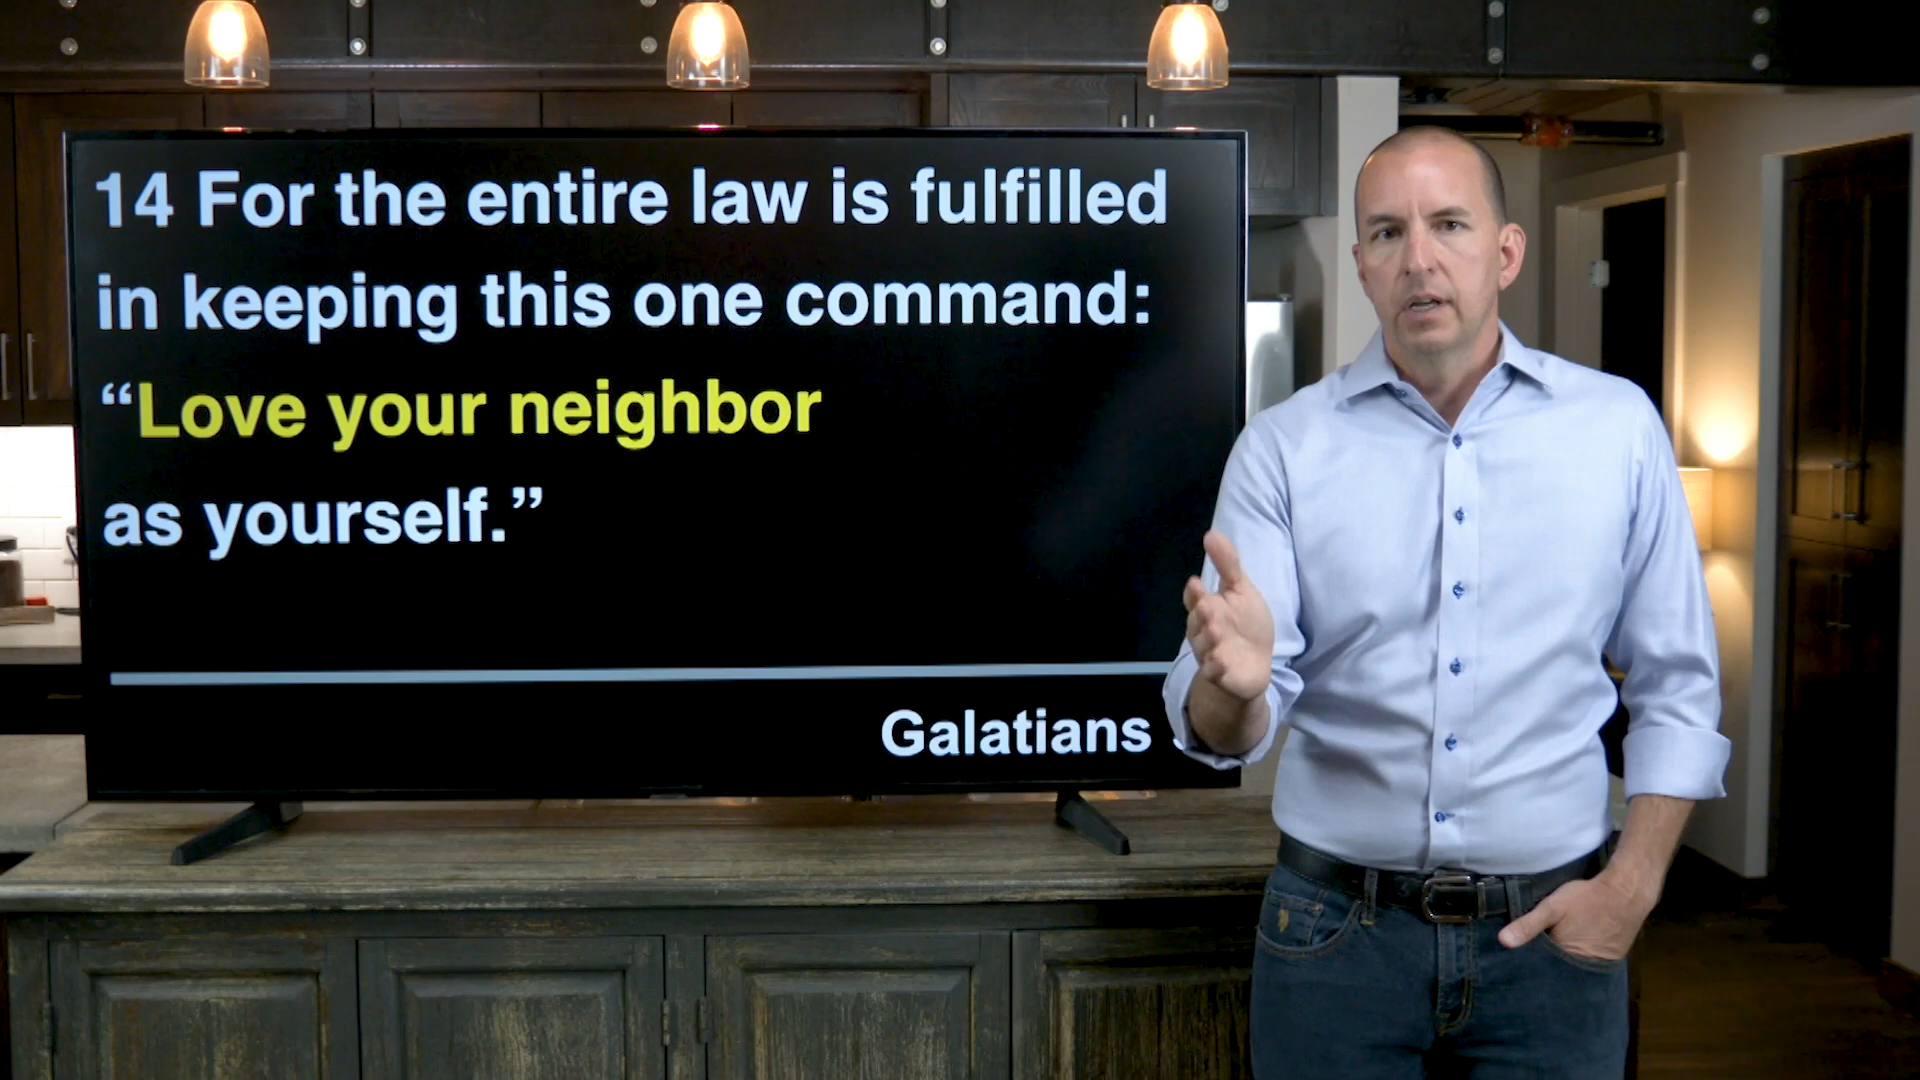 14 For the entire law is fulfilled
in keeping this one command:
“Love your neighbor
as yourself.”
Galatians